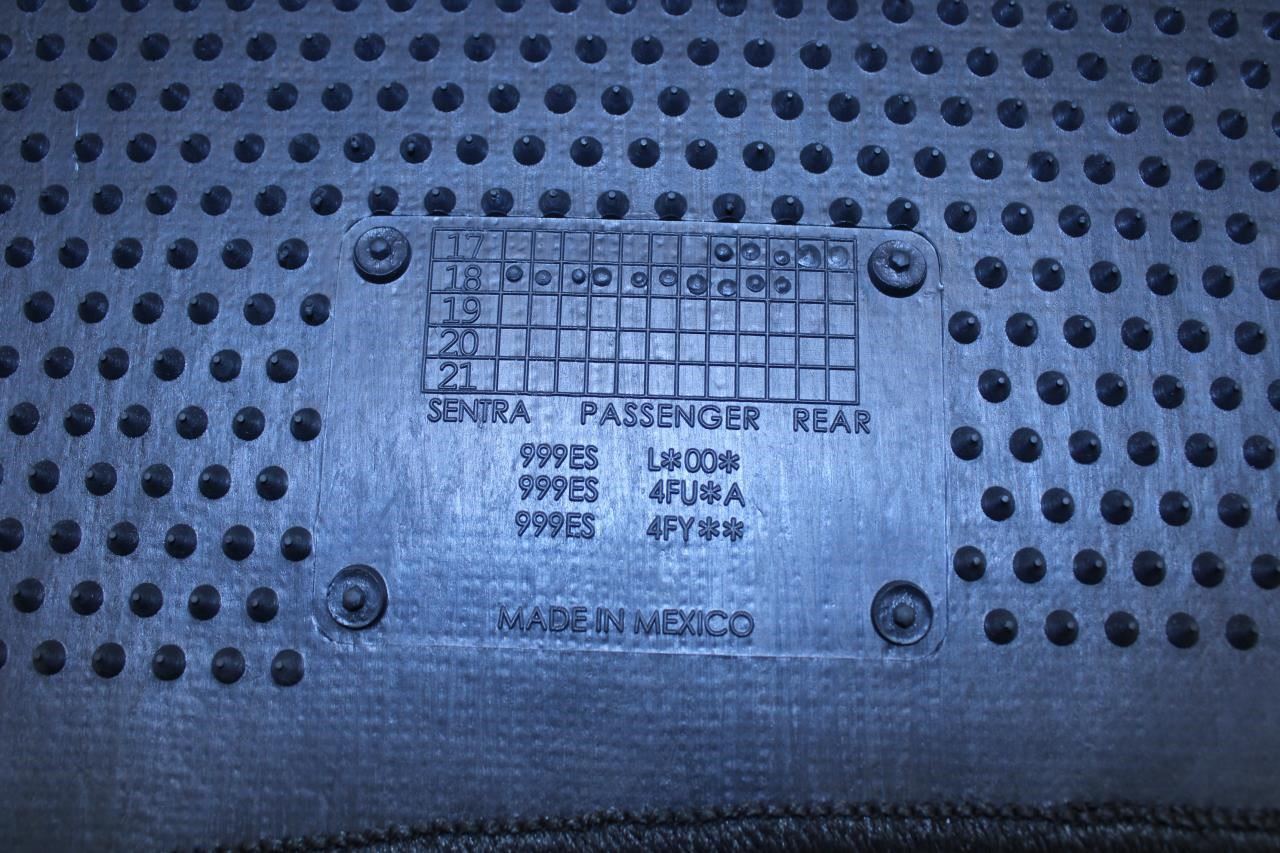 17
18
19
20
21
SENTRA PASSENGER REAR
999ES L*00*
999ES 4FU*A
999ES 4FY**
MADE IN MEXICO